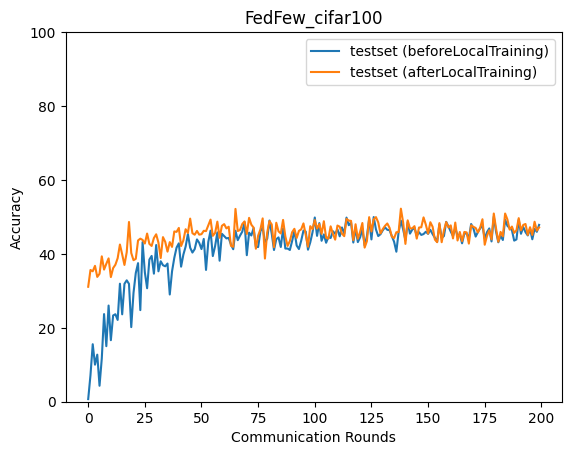 FedFew_cifar100
testset (beforeLocalTraining)
testset (afterLocalTraining)
100
80
60
40
20
0
Accuracy
0 25 50 75 100 125 150 175 200
Communication Rounds